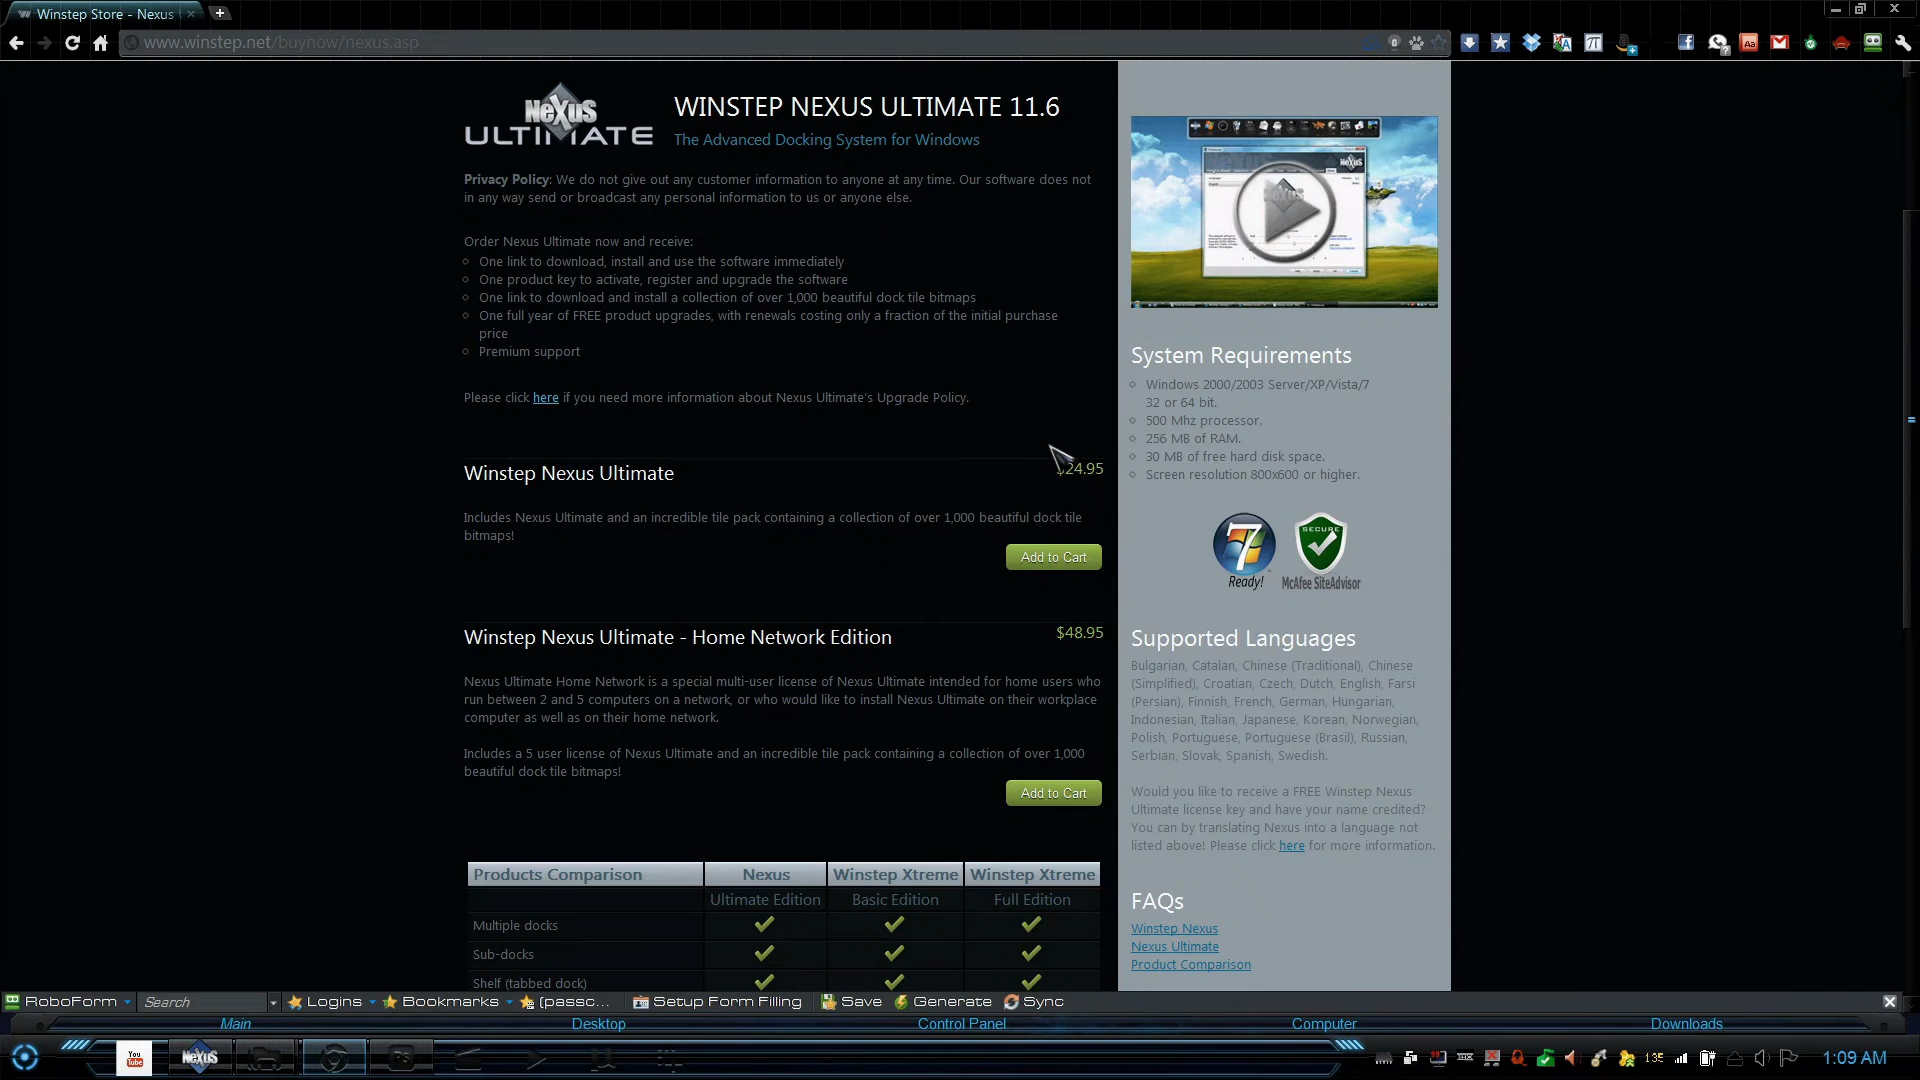 Winstep Store - Nexus
www.winstep.net/buynow/nexus.asp
NeXuS
ULTIMATE
WINSTEP NEXUS ULTIMATE 11.6
The Advanced Docking System for Windows
Privacy Policy: We do not give out any customer information to anyone at any time. Our software does not
in any way send or broadcast any personal information to us or anyone else.
Order Nexus Ultimate now and receive:
One link to download, install and use the software immediately
One product key to activate, register and upgrade the software
One link to download and install a collection of over 1,000 beautiful dock tile bitmaps
One full year of FREE product upgrades, with renewals costing only a fraction of the initial purchase
price
Premium support
Please click here if you need more information about Nexus Ultimate's Upgrade Policy.
Winstep Nexus Ultimate
$24.95
Includes Nexus Ultimate and an incredible tile pack containing a collection of over 1,000 beautiful dock tile
bitmaps!
Add to Cart
Winstep Nexus Ultimate - Home Network Edition
$48.95
Nexus Ultimate Home Network is a special multi-user license of Nexus Ultimate intended for home users who
run between 2 and 5 computers on a network, or who would like to install Nexus Ultimate on their workplace
computer as well as on their home network.
Includes a 5 user license of Nexus Ultimate and an incredible tile pack containing a collection of over 1,000
beautiful dock tile bitmaps!
Add to Cart
Products Comparison Nexus Winstep Xtreme Winstep Xtreme
Ultimate Edition Basic Edition Full Edition
Multiple docks
Sub-docks
Shelf (tabbed dock)
NeXuS
System Requirements
Windows 2000/2003 Server/XP/Vista/7
32 or 64 bit.
500 Mhz processor.
256 MB of RAM.
30 MB of free hard disk space.
Screen resolution 800x600 or higher.
7
Ready!
SECURE
McAfee SiteAdvisor
Supported Languages
Bulgarian, Catalan, Chinese (Traditional), Chinese
(Simplified), Croatian, Czech, Dutch, English, Farsi
(Persian), Finnish, French, German, Hungarian,
Indonesian, Italian, Japanese, Korean, Norwegian,
Polish, Portuguese, Portuguese (Brasil), Russian,
Serbian, Slovak, Spanish, Swedish.
Would you like to receive a FREE Winstep Nexus
Ultimate license key and have your name credited?
You can by translating Nexus into a language not
listed above! Please click here for more information.
FAQs
Winstep Nexus
Nexus Ultimate
Product Comparison
RoboForm Search Logins Bookmarks (passc... Setup Form Filling Save Generate Sync
Main Desktop Control Panel Computer Downloads
You Tube NeXuS PS 135 1:09 AM